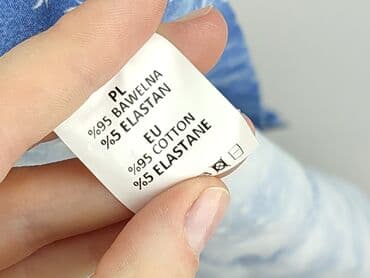 PL
%95 BAWEŁNA
%5 ELASTAN
EU
%95 COTTON
%5 ELASTANE